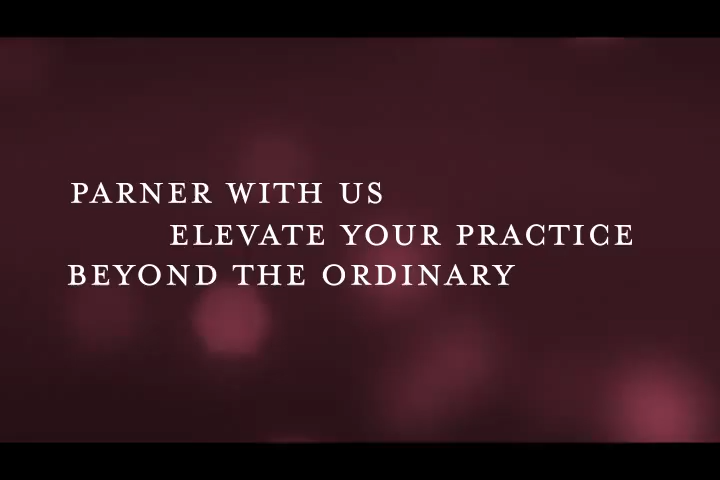 PARNER WITH US
ELEVATE YOUR PRACTICE
BEYOND THE ORDINARY